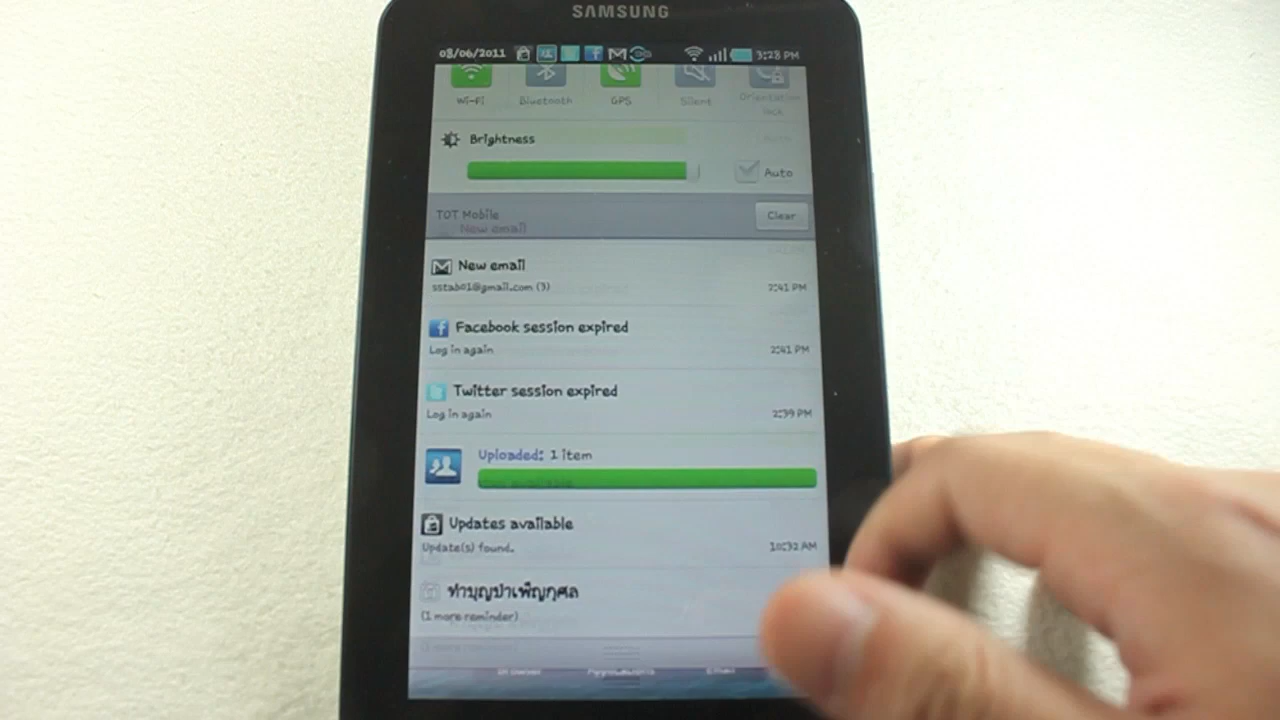 SAMSUNG
08/06/2011 3:28 PM
Wi-Fi Bluetooth GPS Silent Orientation lock
Brightness
Auto
TOT Mobile Clear
New email
New email
sstab01@gmail.com (3) 2:41 PM
Facebook session expired
Log in again 2:41 PM
Twitter session expired
Log in again 2:39 PM
Uploaded: 1 item
Updates available
Update(s) found. 10:32 AM
ทำบุญบำเพ็ญกุศล
(1 more reminder)